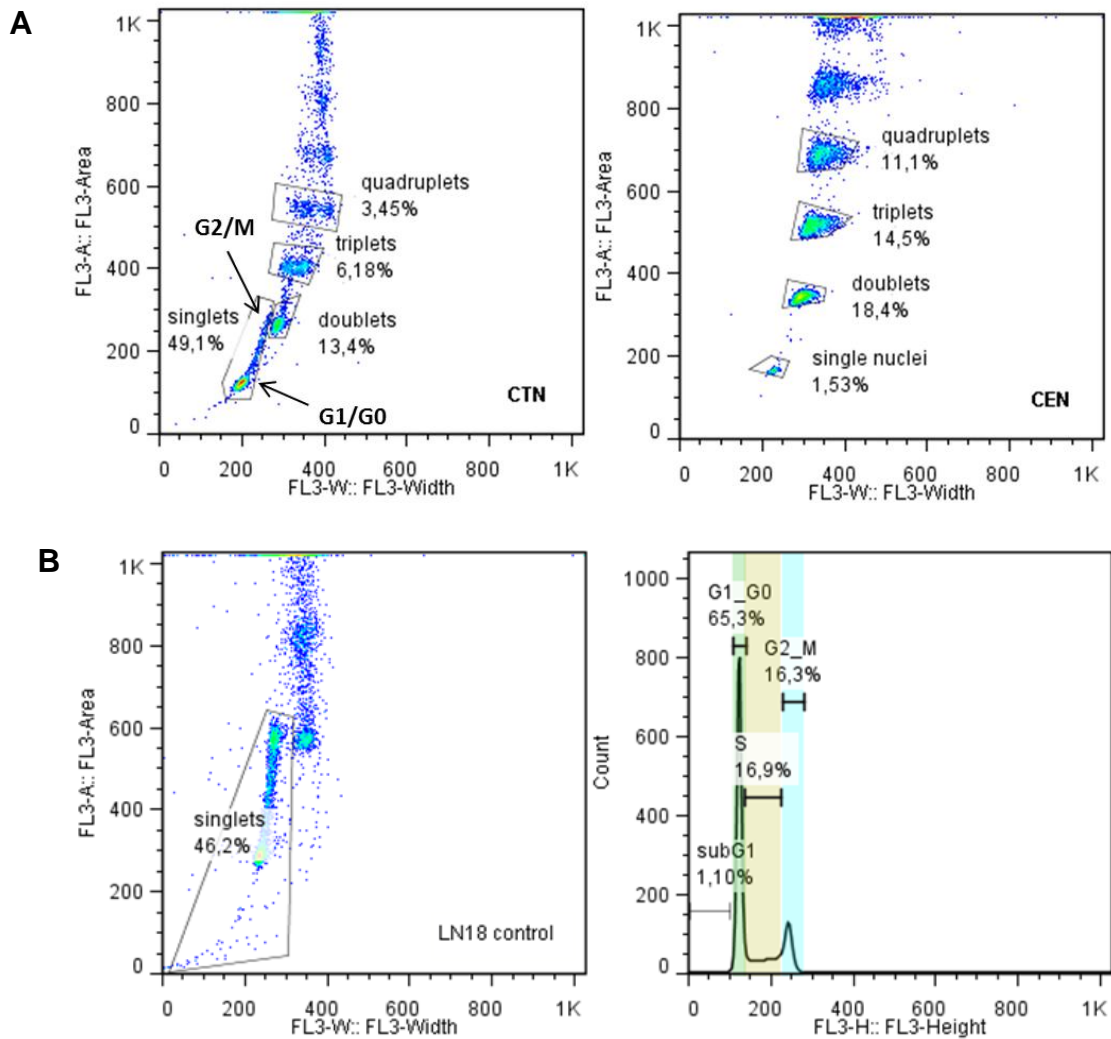 A
1K
800
600
400
200
0
FL3-A:: FL3-Area
quadruplets
3,45%
G2/M
triplets
6,18%
singlets
49,1%
doublets
13,4%
G1/G0
CTN
0 200 400 600 800 1K
FL3-W:: FL3-Width
1K
800
600
400
200
0
FL3-A:: FL3-Area
quadruplets
11,1%
triplets
14,5%
doublets
18,4%
single nuclei
1,53%
CEN
0 200 400 600 800 1K
FL3-W:: FL3-Width
B
1K
800
600
400
200
0
FL3-A:: FL3-Area
singlets
46,2%
LN18 control
0 200 400 600 800 1K
FL3-W:: FL3-Width
1000
800
600
400
200
0
Count
G1_G0
65,3%
G2_M
16,3%
S
16,9%
subG1
1,10%
0 200 400 600 800 1K
FL3-H:: FL3-Height